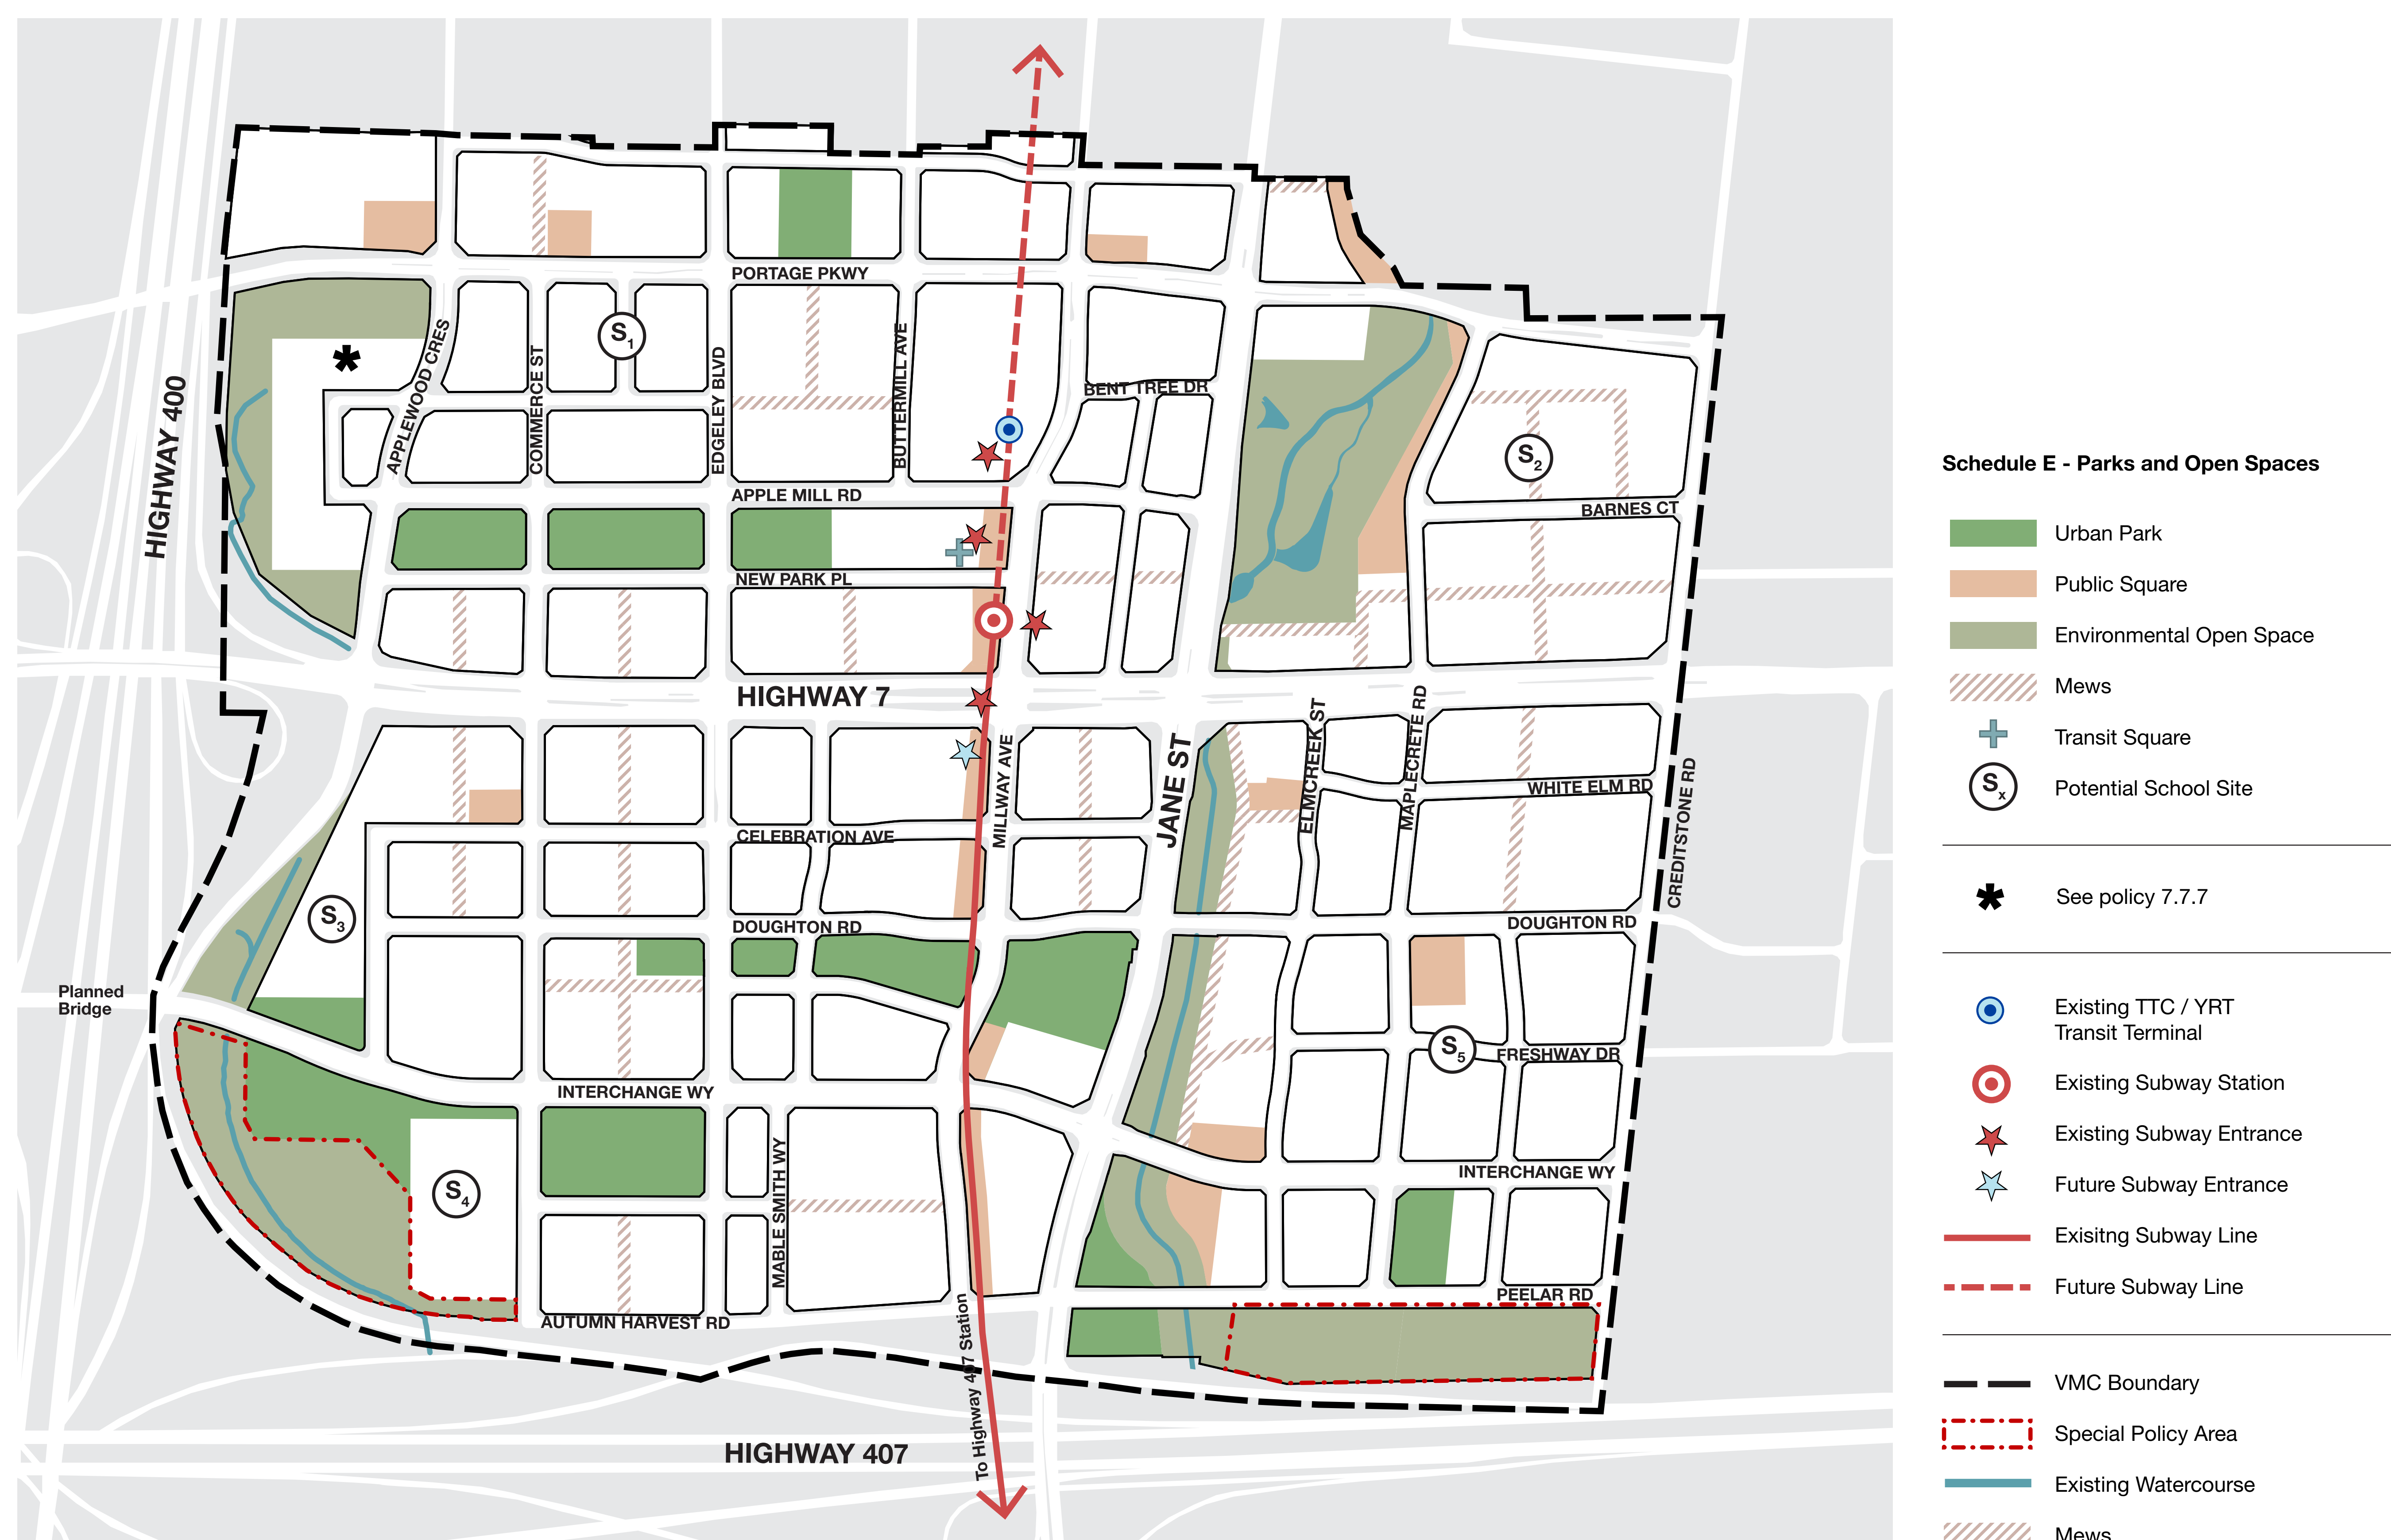 PORTAGE PKWY
APPLEWOOD CRES
COMMERCE ST
S1
EDGELEY BLVD
BUTTERMILL AVE
BENT TREE DR
*
HIGHWAY 400
S2
APPLE MILL RD
BARNES CT
NEW PARK PL
HIGHWAY 7
MILLWAY AVE
JANE ST
ELMCREEK ST
MAPLECRETE RD
WHITE ELM RD
CREDITSTONE RD
CELEBRATION AVE
S3
DOUGHTON RD
DOUGHTON RD
Planned
Bridge
S5
FRESHWAY DR
INTERCHANGE WY
INTERCHANGE WY
S4
MABLE SMITH WY
PEELAR RD
AUTUMN HARVEST RD
To Highway 407 Station
HIGHWAY 407
Schedule E - Parks and Open Spaces
Urban Park
Public Square
Environmental Open Space
Mews
Transit Square
Sx
Potential School Site
*
See policy 7.7.7
Existing TTC / YRT
Transit Terminal
Existing Subway Station
Existing Subway Entrance
Future Subway Entrance
Exisitng Subway Line
Future Subway Line
VMC Boundary
Special Policy Area
Existing Watercourse
Mews